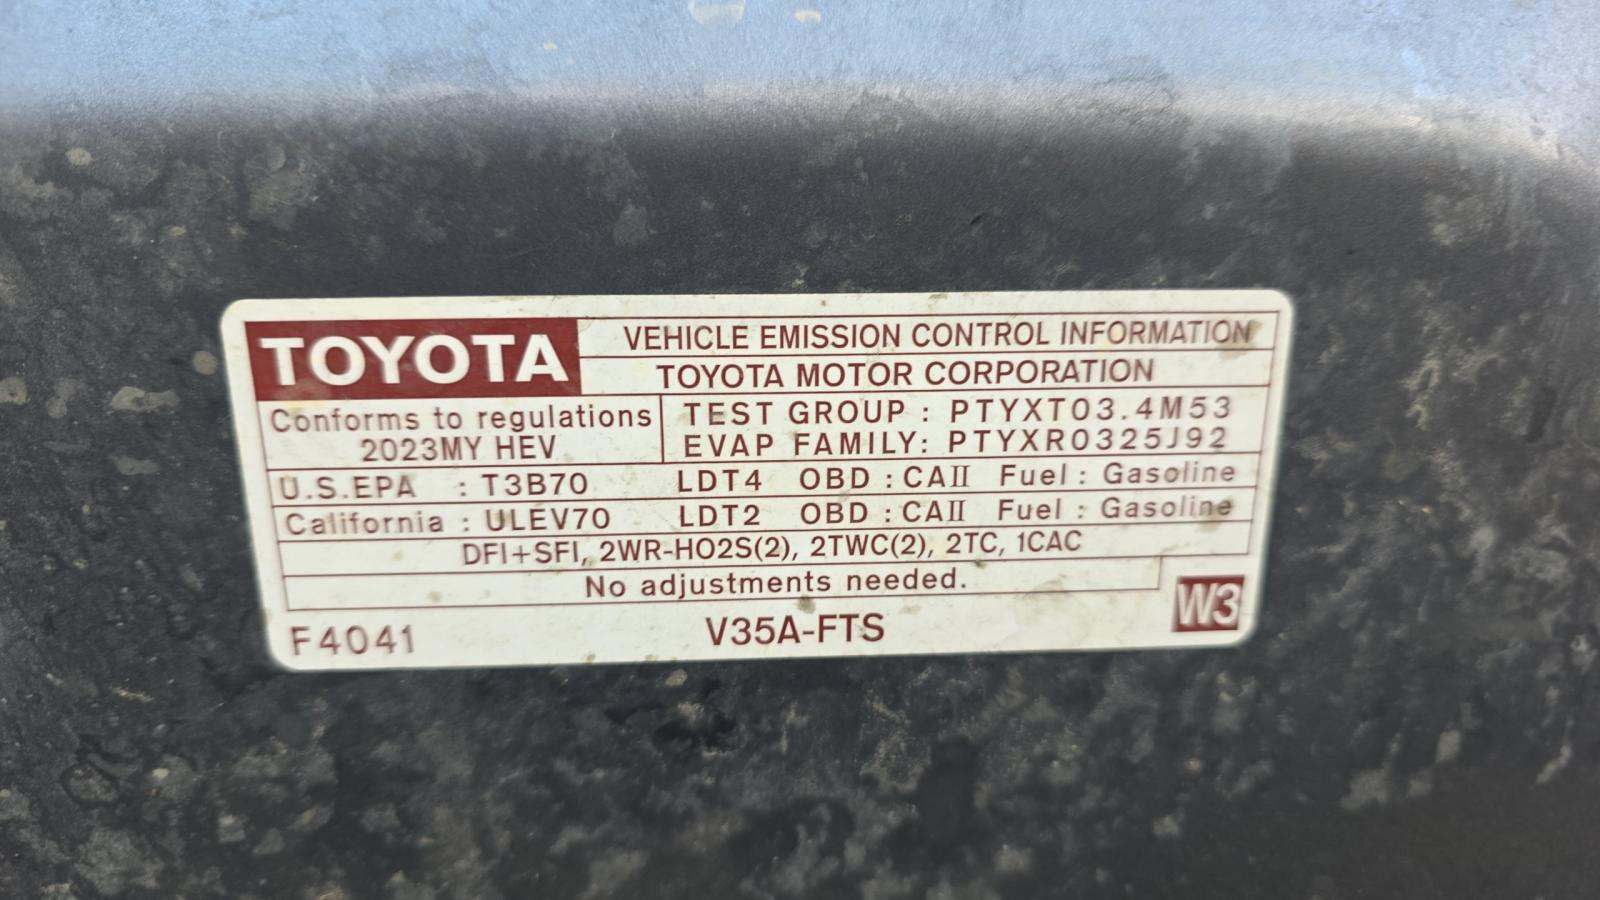 TOYOTA
VEHICLE EMISSION CONTROL INFORMATION
TOYOTA MOTOR CORPORATION
Conforms to regulations
2023MY HEV
TEST GROUP : PTYXT03.4M53
EVAP FAMILY: PTYXR0325J92
U.S.EPA : T3B70 LDT4 OBD : CAII Fuel : Gasoline
California : ULEV70 LDT2 OBD : CAII Fuel : Gasoline
DFI+SFI, 2WR-HO2S(2), 2TWC(2), 2TC, 1CAC
No adjustments needed.
F4041
V35A-FTS
W3